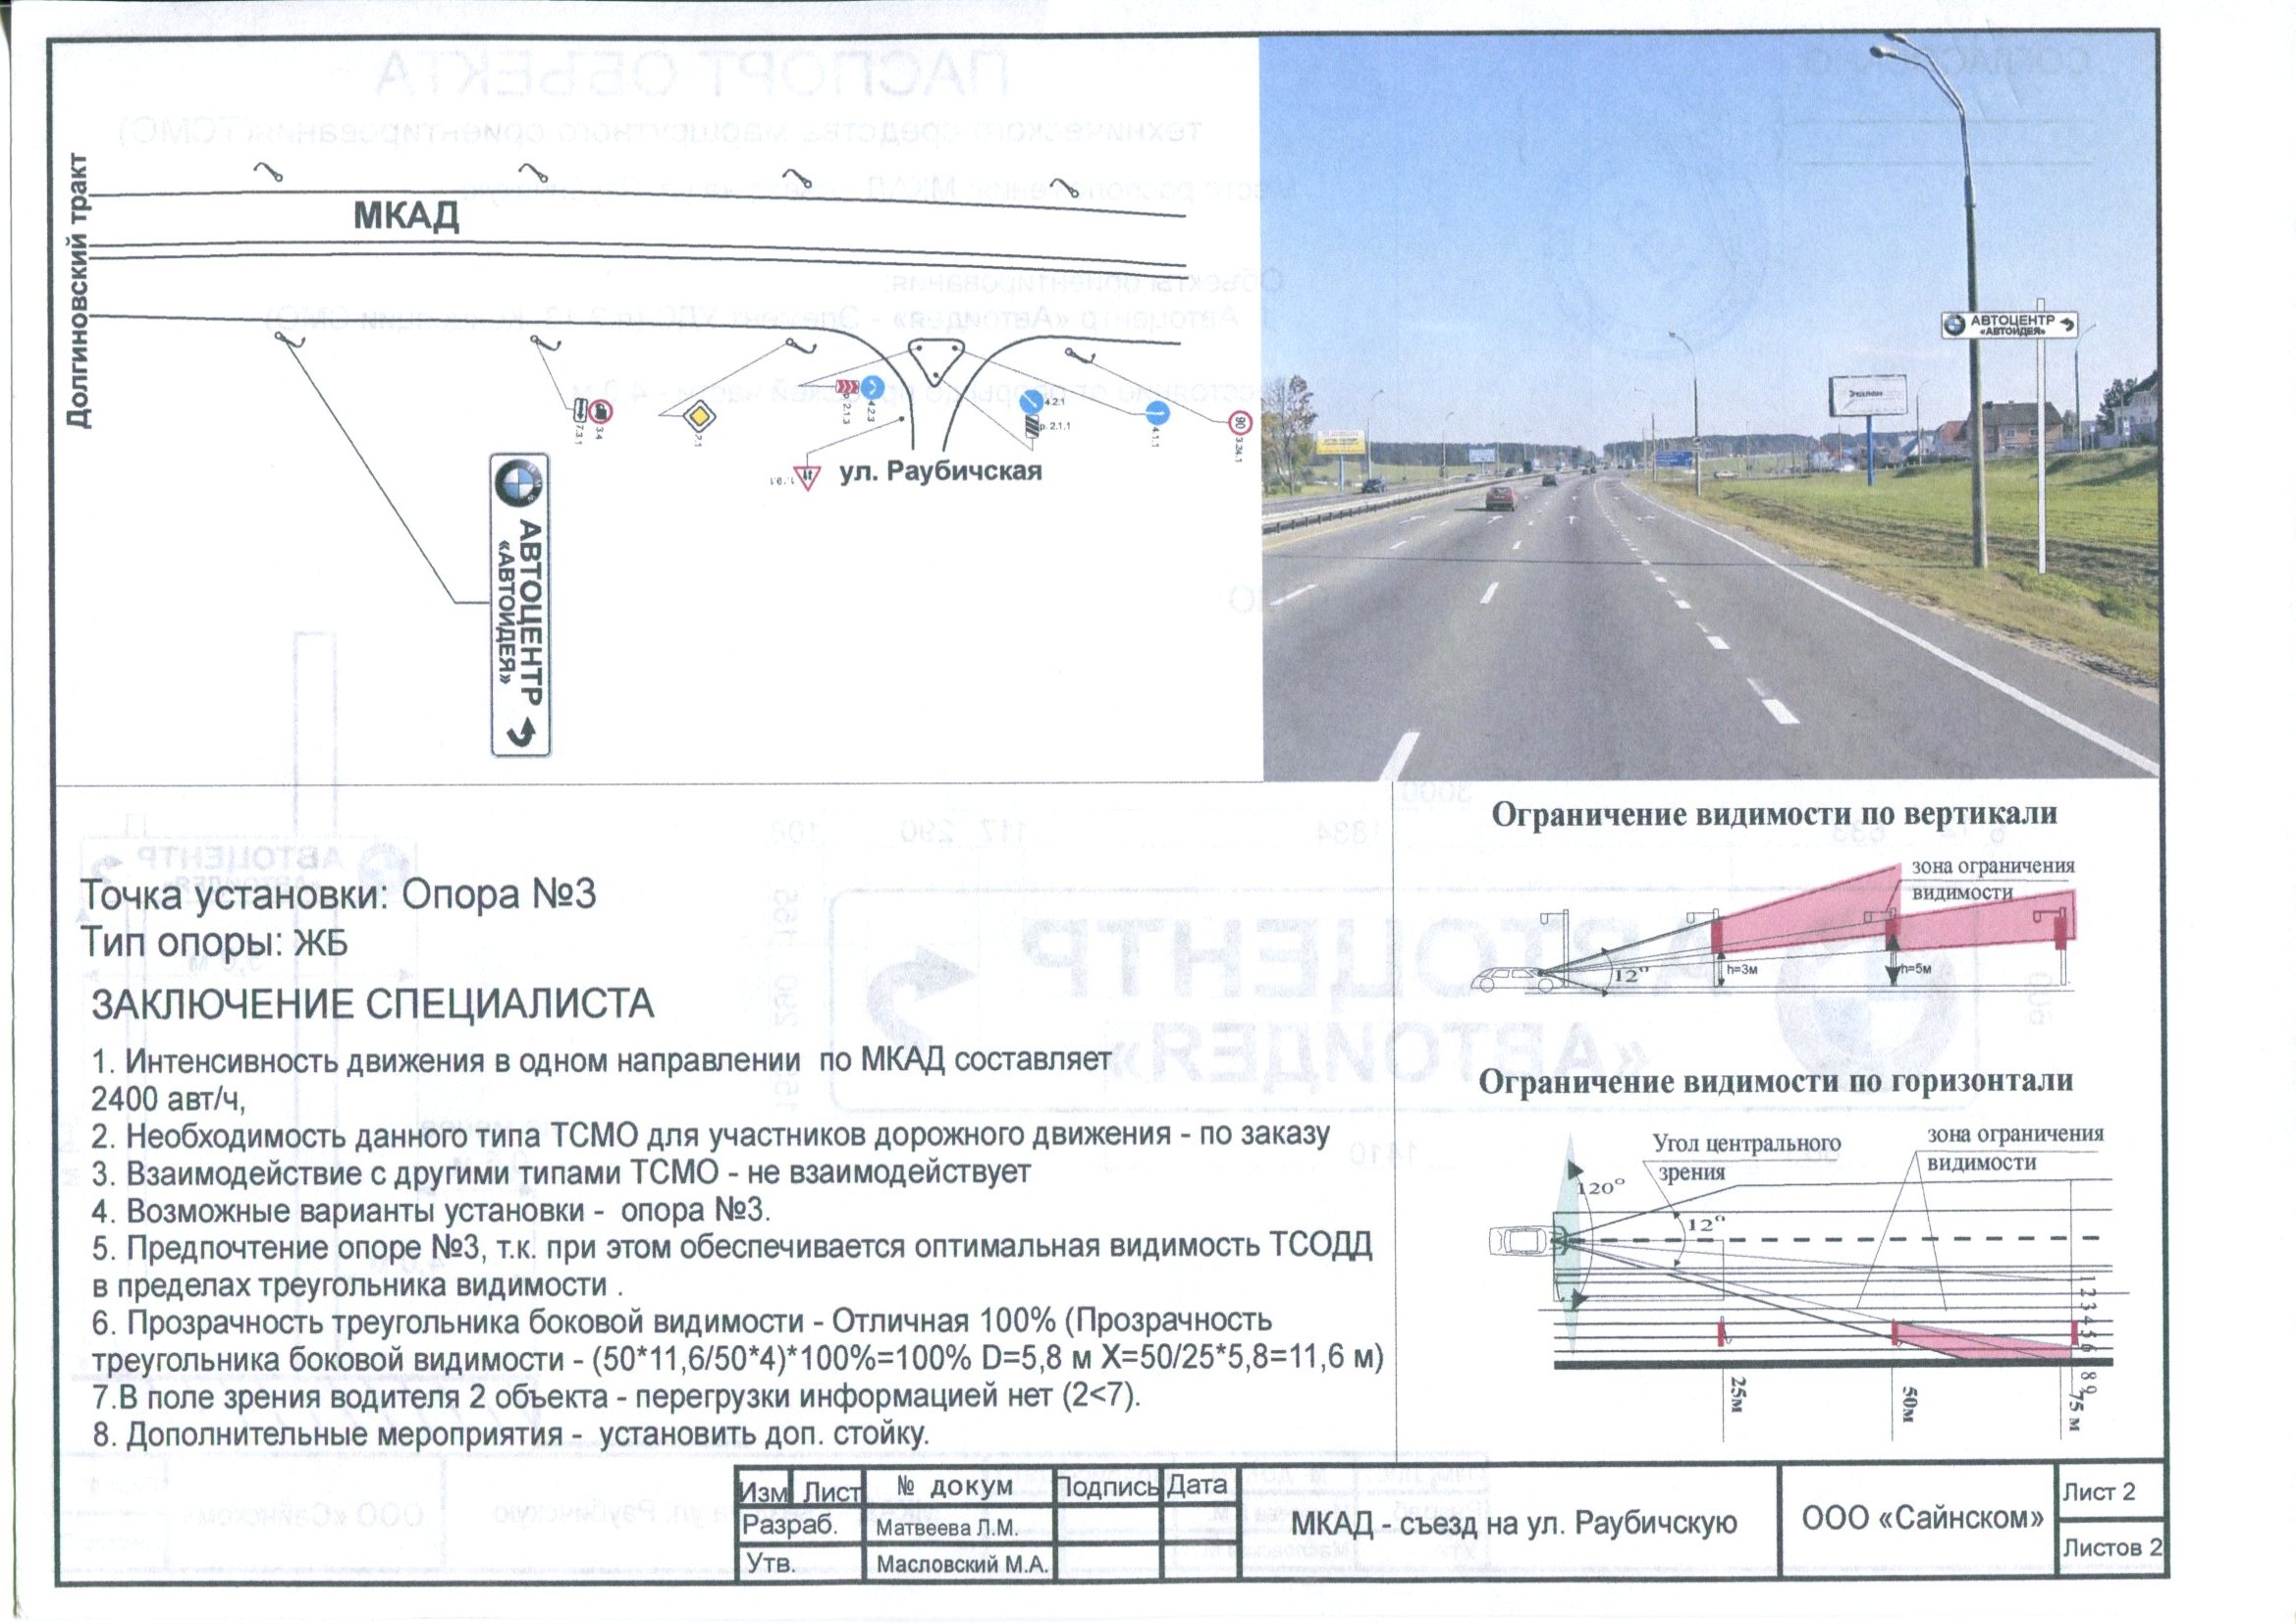 Долгиновский тракт
МКАД
7.3.1
3.4
2.1
р. 2.1.3
4.2.3
4.2.1
р. 2.1.1
4.1.1
90
3.24.1
ул. Раубичская
АВТОЦЕНТР
«АВТОИДЕЯ»
АВТОЦЕНТР
«АВТОИДЕЯ»
Эталон
Точка установки: Опора №3
Тип опоры: ЖБ
ЗАКЛЮЧЕНИЕ СПЕЦИАЛИСТА
1. Интенсивность движения в одном направлении по МКАД составляет
2400 авт/ч,
2. Необходимость данного типа ТСМО для участников дорожного движения - по заказу
3. Взаимодействие с другими типами ТСМО - не взаимодействует
4. Возможные варианты установки - опора №3.
5. Предпочтение опоре №3, т.к. при этом обеспечивается оптимальная видимость ТСОДД
в пределах треугольника видимости .
6. Прозрачность треугольника боковой видимости - Отличная 100% (Прозрачность
треугольника боковой видимости - (50*11,6/50*4)*100%=100% D=5,8 м X=50/25*5,8=11,6 м)
7.В поле зрения водителя 2 объекта - перегрузки информацией нет (2<7).
8. Дополнительные мероприятия - установить доп. стойку.
Ограничение видимости по вертикали
зона ограничения
видимости
12°
h=3м
h=5м
Ограничение видимости по горизонтали
Угол центрального
зрения
зона ограничения
видимости
120°
12°
1 2 3 4 5 6 8 9
25м
50м
75 м
Изм Лист № докум Подпись Дата
Разраб. Матвеева Л.М.
Утв. Масловский М.А.
МКАД - съезд на ул. Раубичскую
ООО «Сайнском»
Лист 2
Листов 2